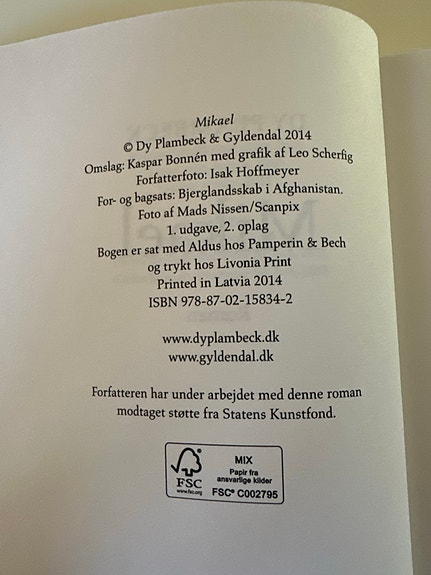 Mikael
© Dy Plambeck & Gyldendal 2014
Omslag: Kaspar Bonnén med grafik af Leo Scherfig
Forfatterfoto: Isak Hoffmeyer
For- og bagsats: Bjerglandsskab i Afghanistan.
Foto af Mads Nissen/Scanpix
1. udgave, 2. oplag
Bogen er sat med Aldus hos Pamperin & Bech
og trykt hos Livonia Print
Printed in Latvia 2014
ISBN 978-87-02-15834-2
www.dyplambeck.dk
www.gyldendal.dk
Forfatteren har under arbejdet med denne roman
modtaget støtte fra Statens Kunstfond.
FSC
www.fsc.org
MIX
Papir fra
ansvarlige kilder
FSC® C002795